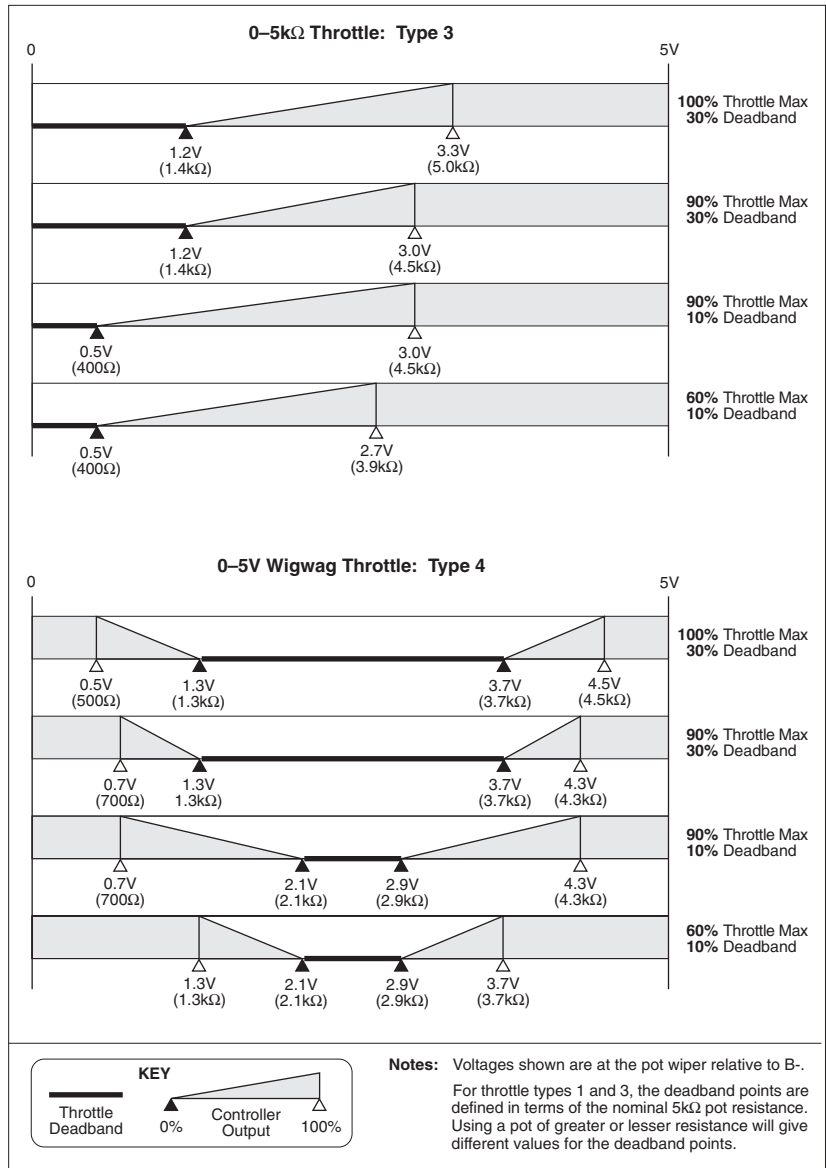 0–5kΩ Throttle: Type 3
0
5V
100% Throttle Max
30% Deadband
1.2V
(1.4kΩ)
3.3V
(5.0kΩ)
90% Throttle Max
30% Deadband
1.2V
(1.4kΩ)
3.0V
(4.5kΩ)
90% Throttle Max
10% Deadband
0.5V
(400Ω)
3.0V
(4.5kΩ)
60% Throttle Max
10% Deadband
0.5V
(400Ω)
2.7V
(3.9kΩ)
0–5V Wigwag Throttle: Type 4
0
5V
100% Throttle Max
30% Deadband
0.5V
(500Ω)
1.3V
(1.3kΩ)
3.7V
(3.7kΩ)
4.5V
(4.5kΩ)
90% Throttle Max
30% Deadband
0.7V
(700Ω)
1.3V
1.3kΩ)
3.7V
(3.7kΩ)
4.3V
(4.3kΩ)
90% Throttle Max
10% Deadband
0.7V
(700Ω)
2.1V
(2.1kΩ)
2.9V
(2.9kΩ)
4.3V
(4.3kΩ)
60% Throttle Max
10% Deadband
1.3V
(1.3kΩ)
2.1V
(2.1kΩ)
2.9V
(2.9kΩ)
3.7V
(3.7kΩ)
KEY
Throttle
Deadband
0%
Controller
Output
100%
Notes: Voltages shown are at the pot wiper relative to B-.
For throttle types 1 and 3, the deadband points are
defined in terms of the nominal 5kΩ pot resistance.
Using a pot of greater or lesser resistance will give
different values for the deadband points.